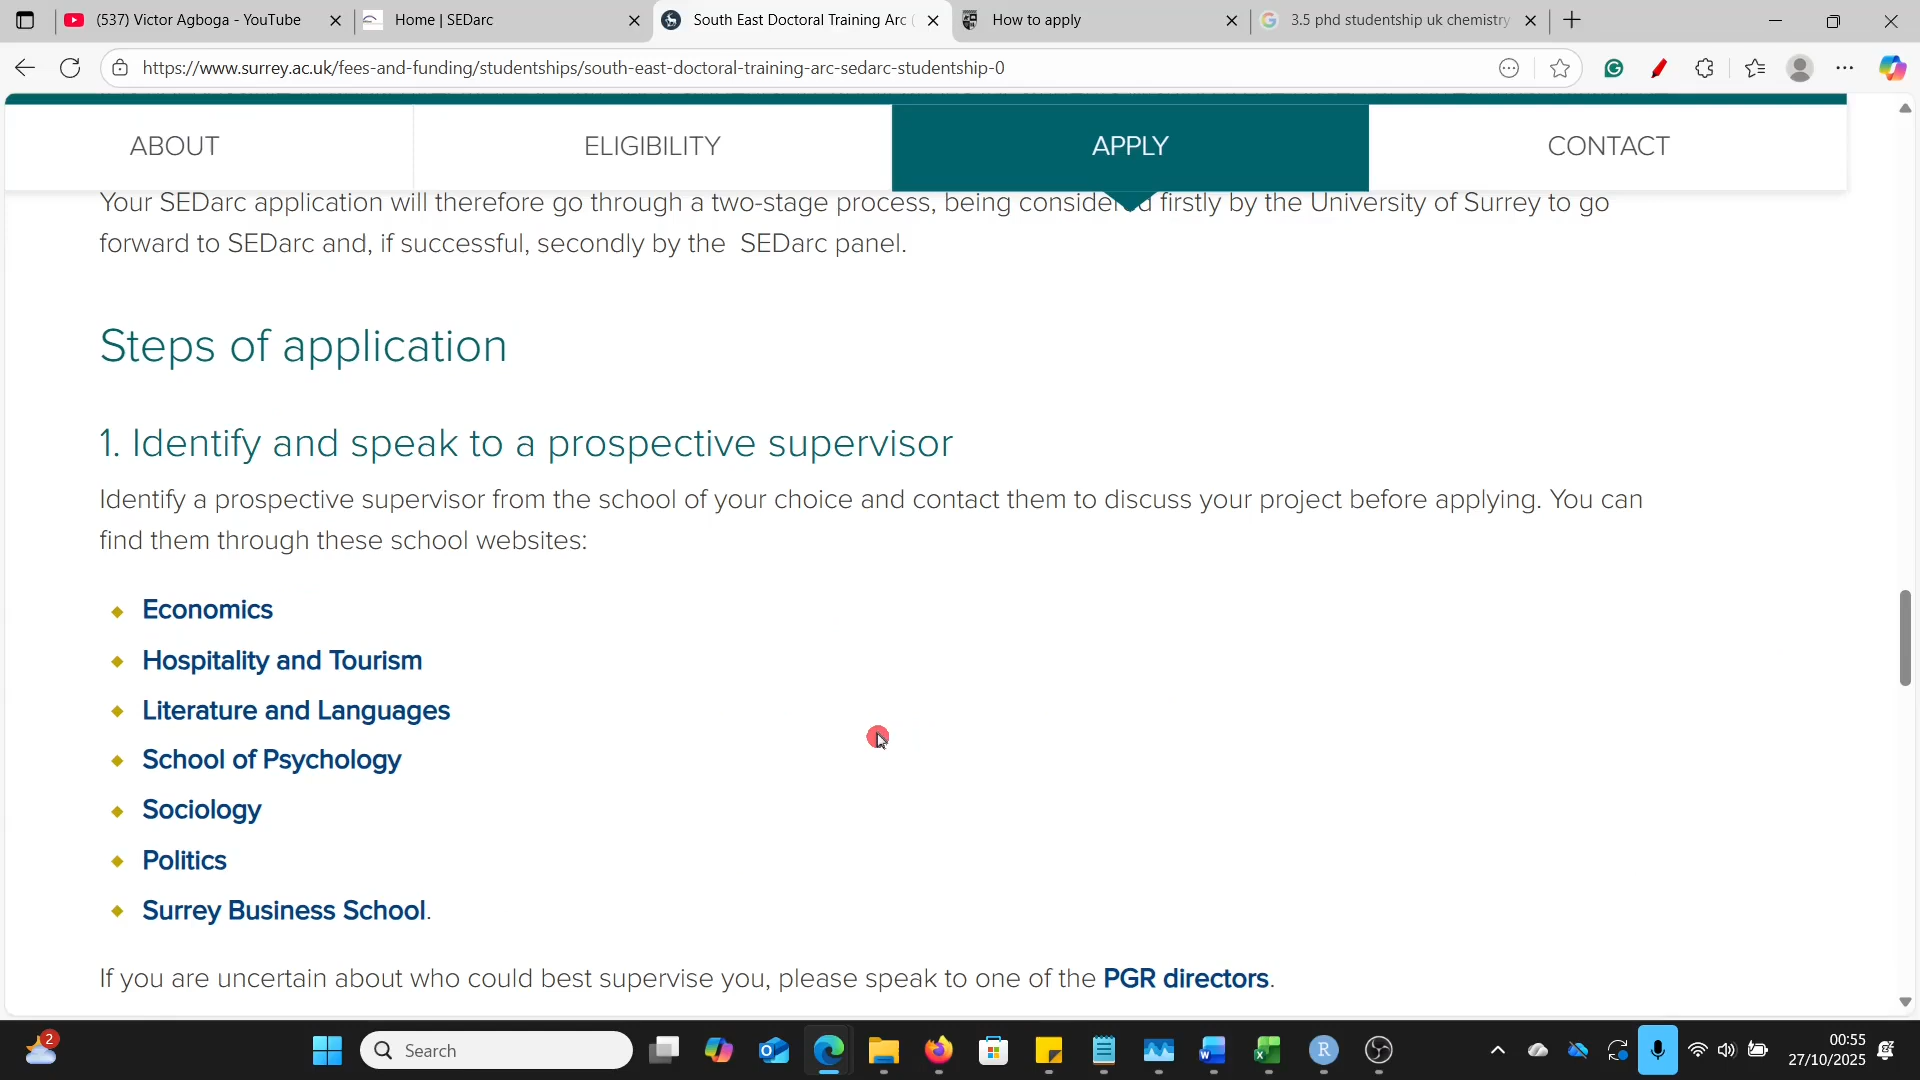 (537) Victor Agboga - YouTube
Home | SEDarc
South East Doctoral Training Arc (
How to apply
3.5 phd studentship uk chemistry
https://www.surrey.ac.uk/fees-and-funding/studentships/south-east-doctoral-training-arc-sedarc-studentship-0
ABOUT
ELIGIBILITY
APPLY
CONTACT
Your SEDarc application will therefore go through a two-stage process, being considered firstly by the University of Surrey to go
forward to SEDarc and, if successful, secondly by the SEDarc panel.
Steps of application
1. Identify and speak to a prospective supervisor
Identify a prospective supervisor from the school of your choice and contact them to discuss your project before applying. You can
find them through these school websites:
Economics
Hospitality and Tourism
Literature and Languages
School of Psychology
Sociology
Politics
Surrey Business School.
If you are uncertain about who could best supervise you, please speak to one of the PGR directors.
2
Search
00:55
27/10/2025